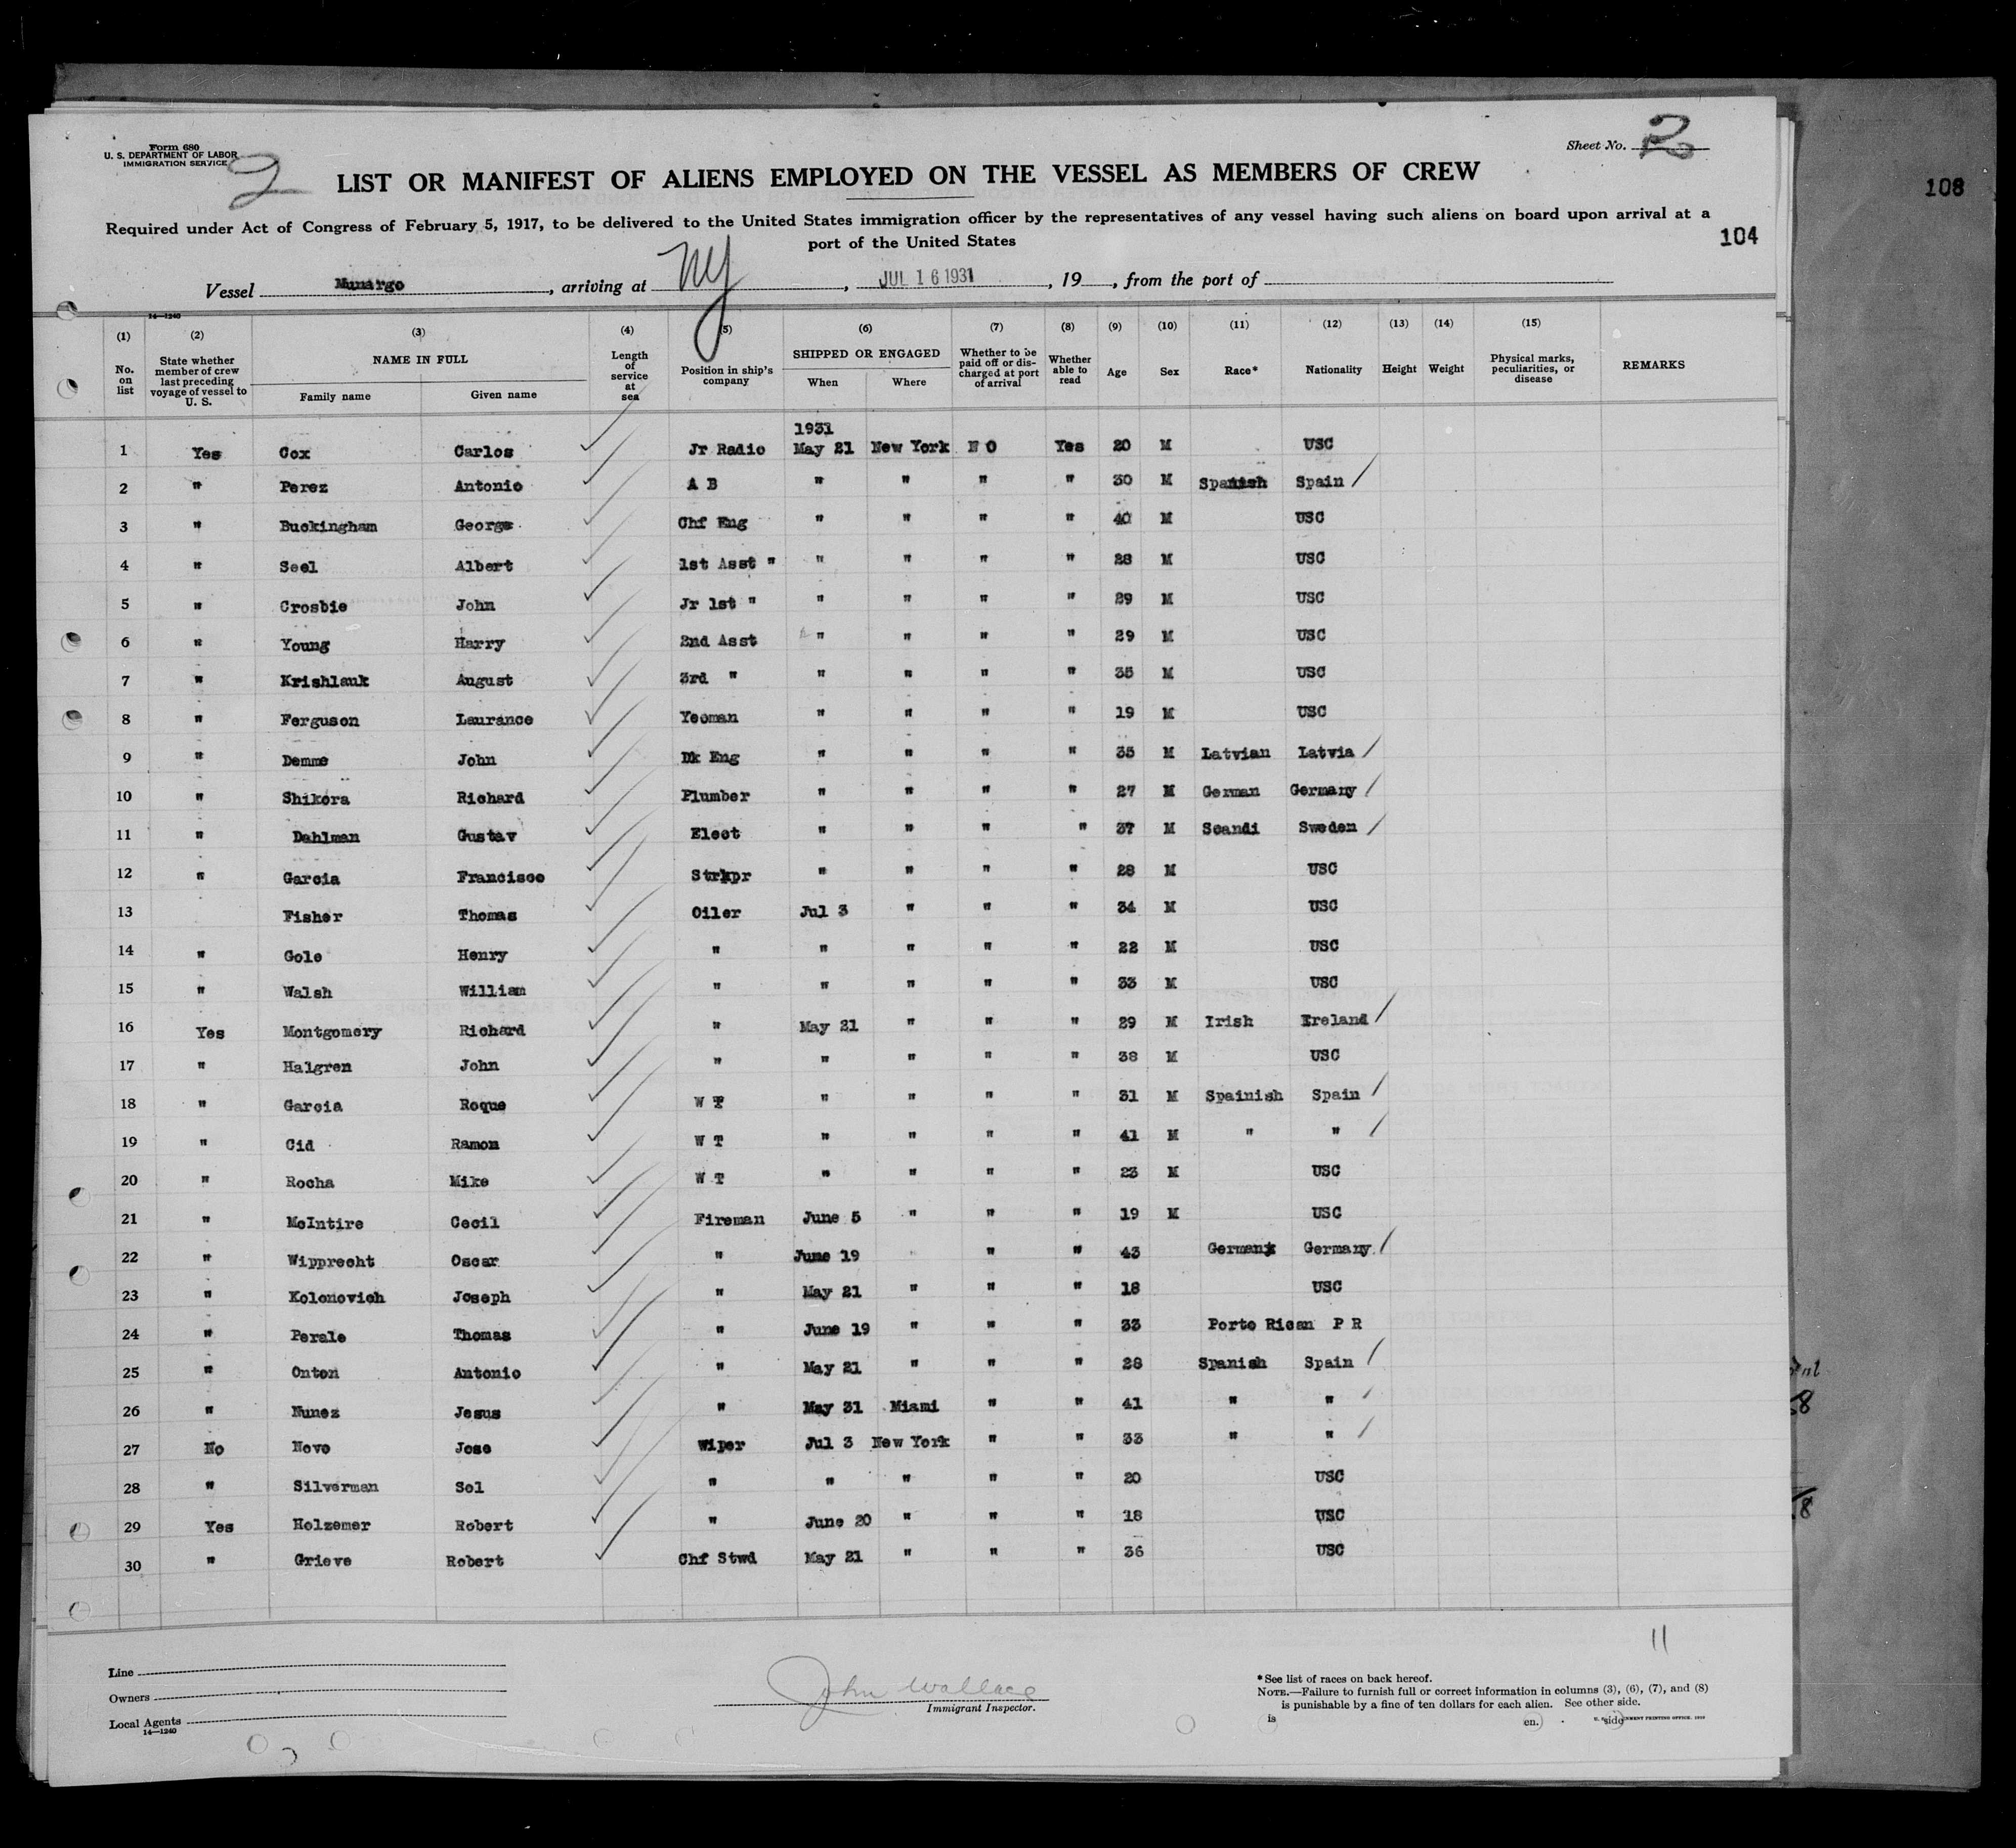 Form 680
U. S. DEPARTMENT OF LABOR
IMMIGRATION SERVICE
2
Sheet No. 2
108
LIST OR MANIFEST OF ALIENS EMPLOYED ON THE VESSEL AS MEMBERS OF CREW
Required under Act of Congress of February 5, 1917, to be delivered to the United States immigration officer by the representatives of any vessel having such aliens on board upon arrival at a
port of the United States
104
Vessel Munargo, arriving at NY, JUL 16 1931, 19, from the port of
14—1240
(1) (2) (3) (4) (5) (6) (7) (8) (9) (10) (11) (12) (13) (14) (15)
No. on list State whether member of crew last preceding voyage of vessel to U. S. NAME IN FULL Family name Given name Length of service at sea Position in ship's company SHIPPED OR ENGAGED When Where Whether to be paid off or discharged at port of arrival Whether able to read Age Sex Race* Nationality Height Weight Physical marks, peculiarities, or disease REMARKS
1931
1 Yes Cox Carlos Jr Radio May 21 New York N O Yes 20 M USC
2 " Perez Antonio A B " " " " 30 M Spanish Spain /
3 " Buckingham George Chf Eng " " " " 40 M USC
4 " Seel Albert 1st Asst " " " " " 28 M USC
5 " Crosbie John Jr 1st " " " " " 29 M USC
6 " Young Harry 2nd Asst " " " " 29 M USC
7 " Krishlauk August 3rd " " " " " 35 M USC
8 " Ferguson Laurance Yeoman " " " " 19 M USC
9 " Demme John Dk Eng " " " " 35 M Latvian Latvia /
10 " Shikora Richard Plumber " " " " 27 M German Germany /
11 " Dahlman Gustav Elect " " " " 37 M Scandi Sweden /
12 " Garcia Francisco Strkpr " " " " 28 M USC
13 Fisher Thomas Oiler Jul 3 " " " 34 M USC
14 " Gole Henry " " " " " 22 M USC
15 " Walsh William " " " " " 33 M USC
16 Yes Montgomery Richard " May 21 " " " 29 M Irish Ireland /
17 " Halgren John " " " " " 38 M USC
18 " Garcia Roque W T " " " " 31 M Spainish Spain /
19 " Cid Ramon W T " " " " 41 M " " /
20 " Rocha Mike W T " " " " 23 M USC
21 " McIntire Cecil Fireman June 5 " " " 19 M USC
22 " Wipprecht Oscar " June 19 " " " 43 German Germany /
23 " Kolonovich Joseph " May 21 " " " 18 USC
24 " Perale Thomas " June 19 " " " 33 Porto Rican P R
25 " Onton Antonio " May 21 " " " 28 Spanish Spain /
26 " Nunez Jesus " May 31 Miami " " 41 " " /
27 No Novo Jose Wiper Jul 3 New York " " 33 " " /
28 " Silverman Sol " " " " " 20 USC
29 Yes Holzemer Robert " June 20 " " " 18 USC
30 " Grieve Robert Chf Stwd May 21 " " " 36 USC
11
Line
Owners
Local Agents
14—1240
John Wallace
Immigrant Inspector.
*See list of races on back hereof.
NOTE.—Failure to furnish full or correct information in columns (3), (6), (7), and (8)
is punishable by a fine of ten dollars for each alien. See other side.
is en. side